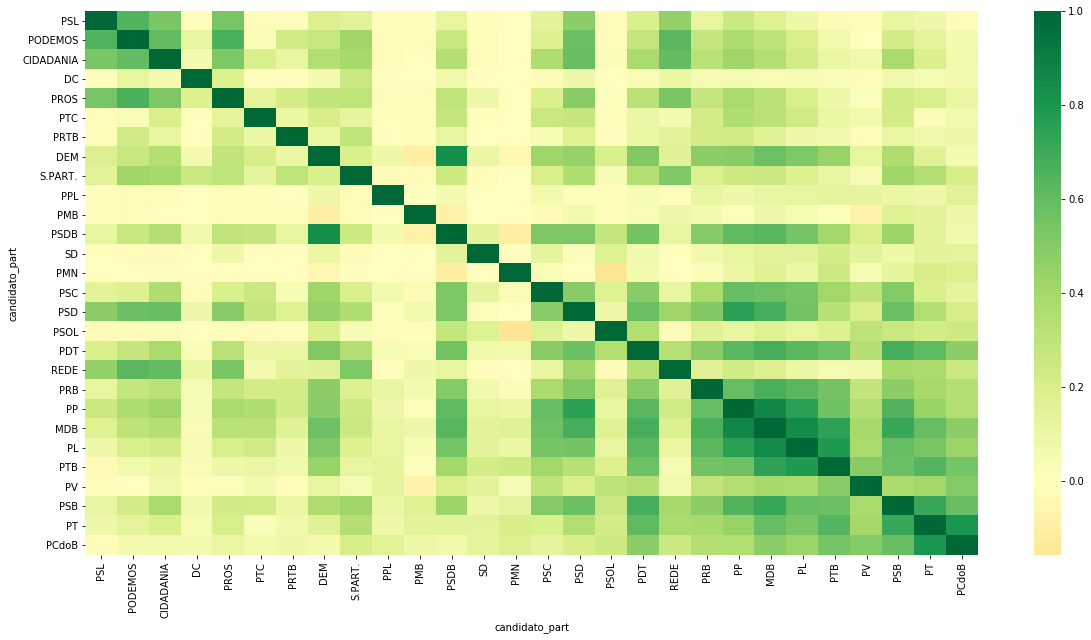 PSL
PODEMOS
CIDADANIA
DC
PROS
PTC
PRTB
DEM
S.PART.
PPL
PMB
PSDB
SD
PMN
PSC
PSD
PSOL
PDT
REDE
PRB
PP
MDB
PL
PTB
PV
PSB
PT
PCdoB
candidato_part
PSL PODEMOS CIDADANIA DC PROS PTC PRTB DEM S.PART. PPL PMB PSDB SD PMN PSC PSD PSOL PDT REDE PRB PP MDB PL PTB PV PSB PT PCdoB
candidato_part
1.0
0.8
0.6
0.4
0.2
0.0